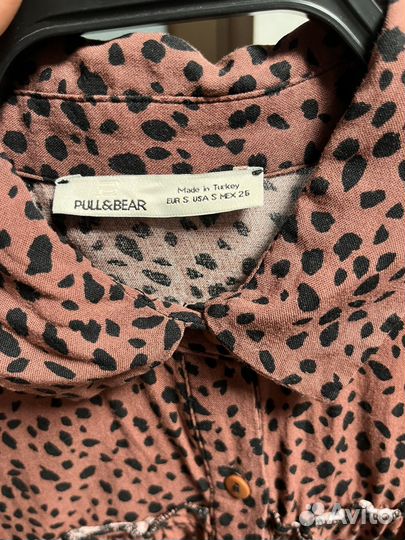 PULL&BEAR
Made in Turkey
EUR S USA S MEX 26
Avito